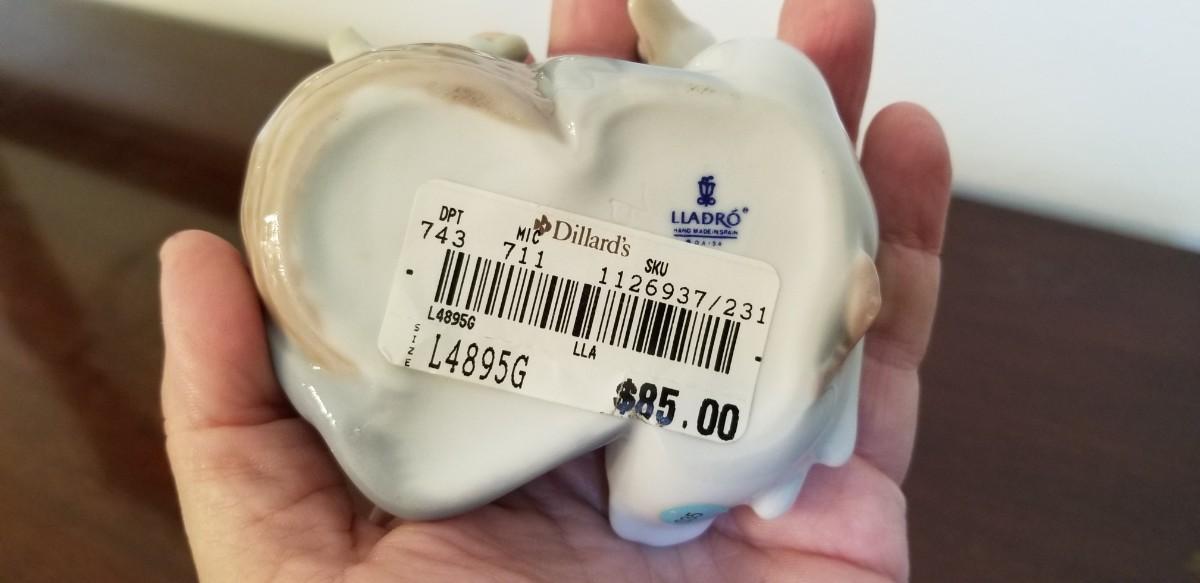 DPT
743
MIC
711
Dillard's
SKU
1126937/231
L4895G
LLA
SIZE
L4895G
$85.00
LLADRÓ®
HAND MADE IN SPAIN